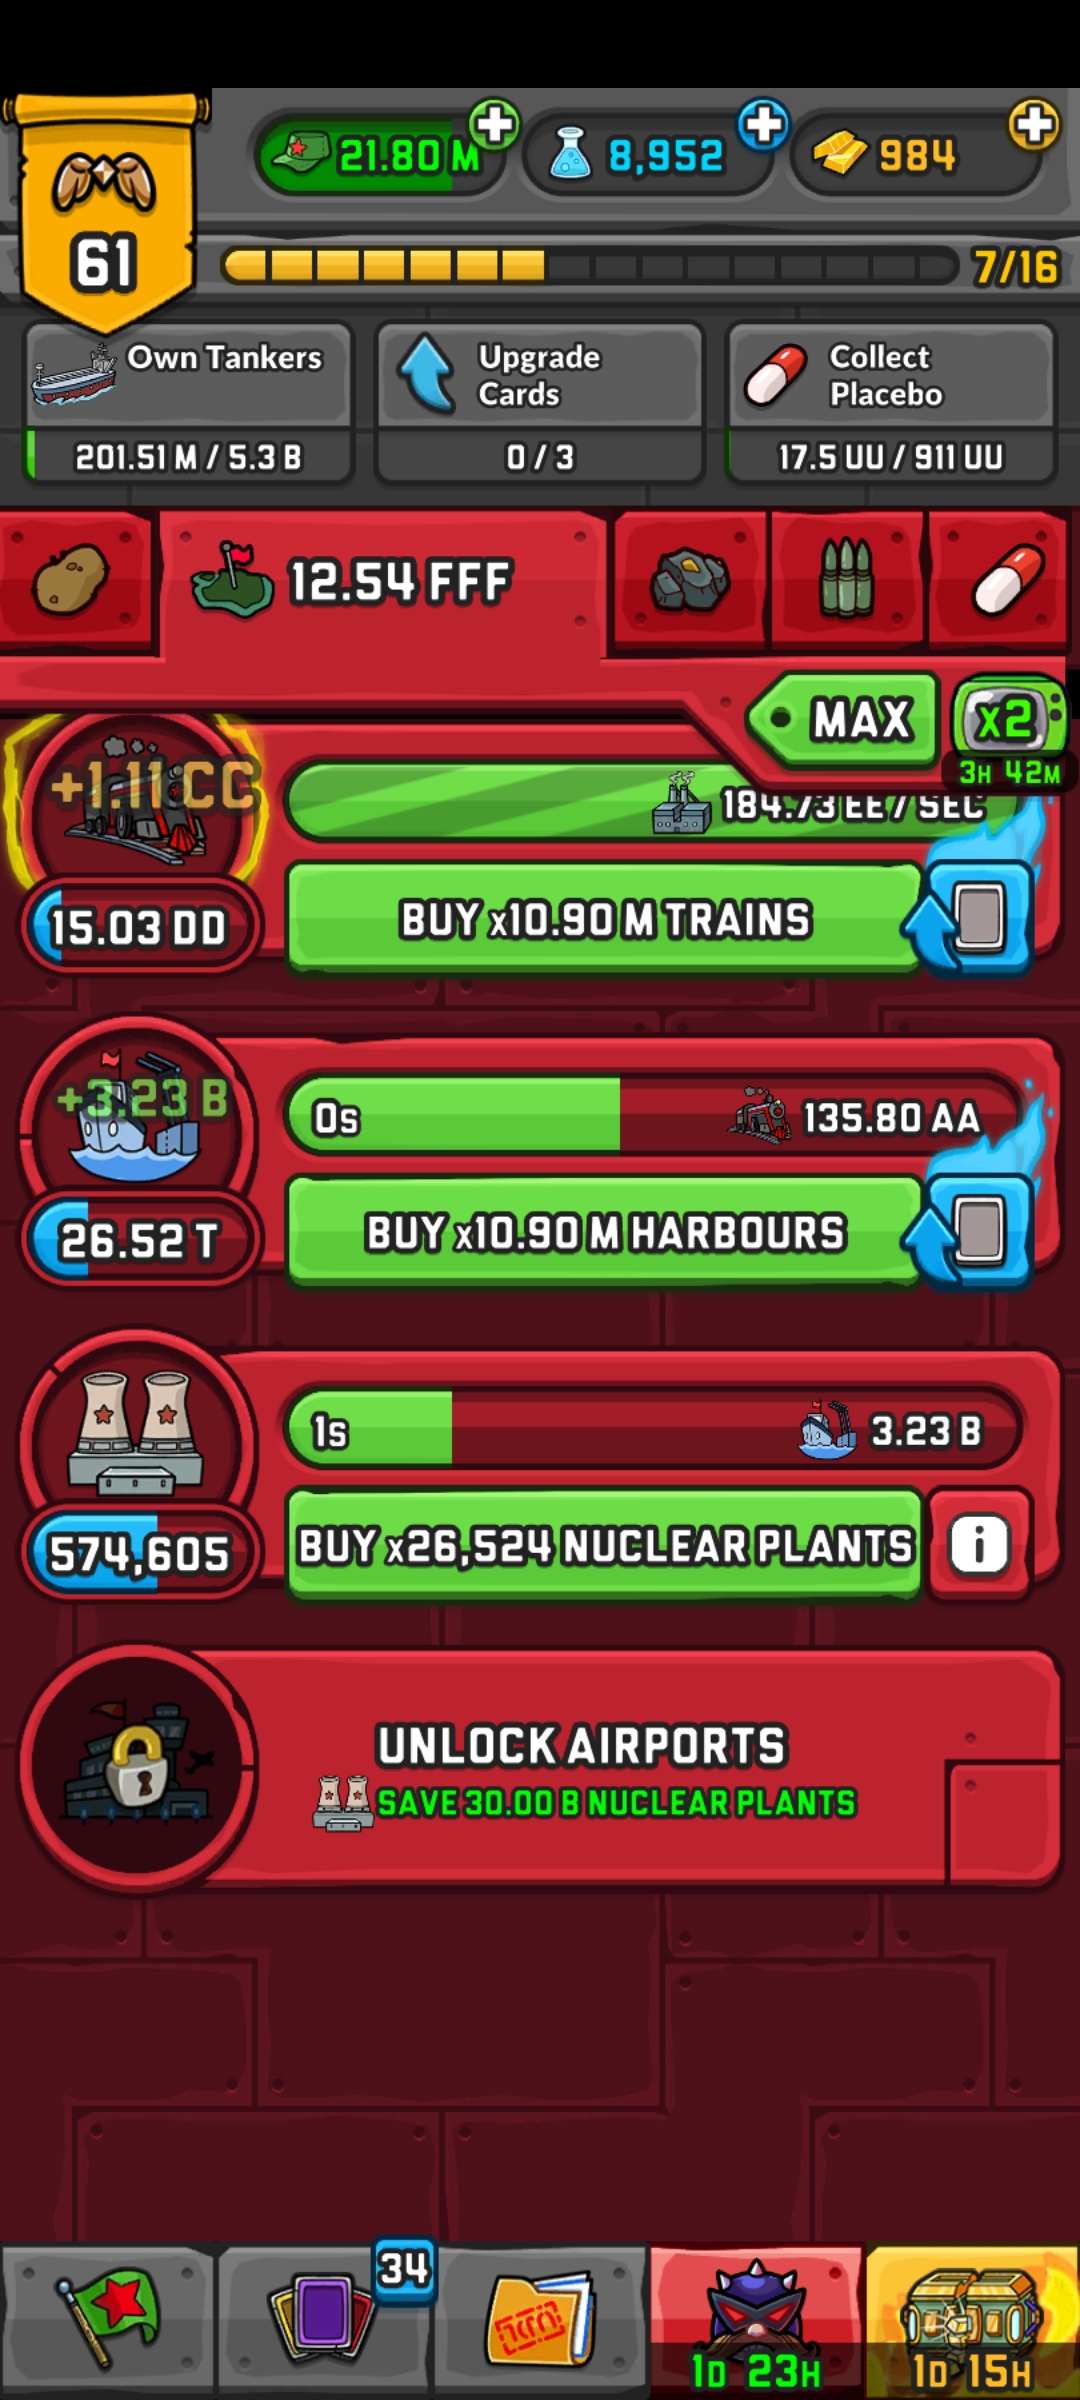 21.80 M
8,952
984
61
7/16
Own Tankers
201.51 M / 5.3 B
Upgrade
Cards
0 / 3
Collect
Placebo
17.5 UU / 911 UU
12.54 FFF
MAX
x2
3H 42M
+1.11 CC
184.73 EE / SEC
15.03 DD
BUY x10.90 M TRAINS
+3.23 B
0s
135.80 AA
26.52 T
BUY x10.90 M HARBOURS
1s
3.23 B
574,605
BUY x26,524 NUCLEAR PLANTS
i
UNLOCK AIRPORTS
SAVE 30.00 B NUCLEAR PLANTS
34
1D 23H
1D 15H